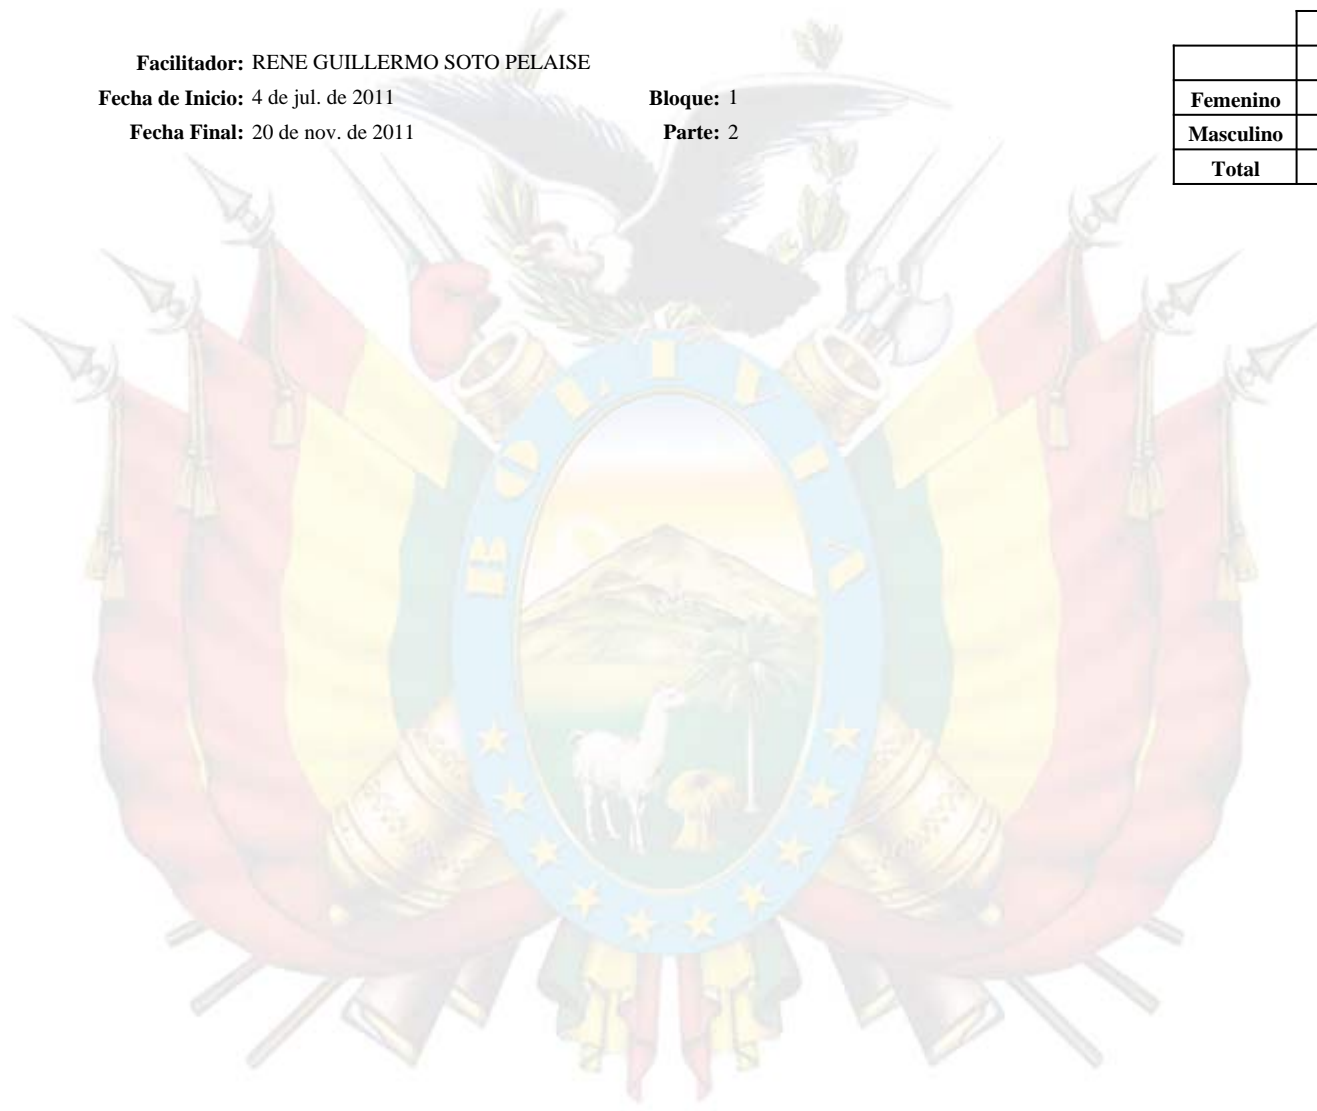 Facilitador: RENE GUILLERMO SOTO PELAISE
Fecha de Inicio: 4 de jul. de 2011 Bloque: 1
Fecha Final: 20 de nov. de 2011 Parte: 2
Femenino
Masculino
Total
BOLIVIA